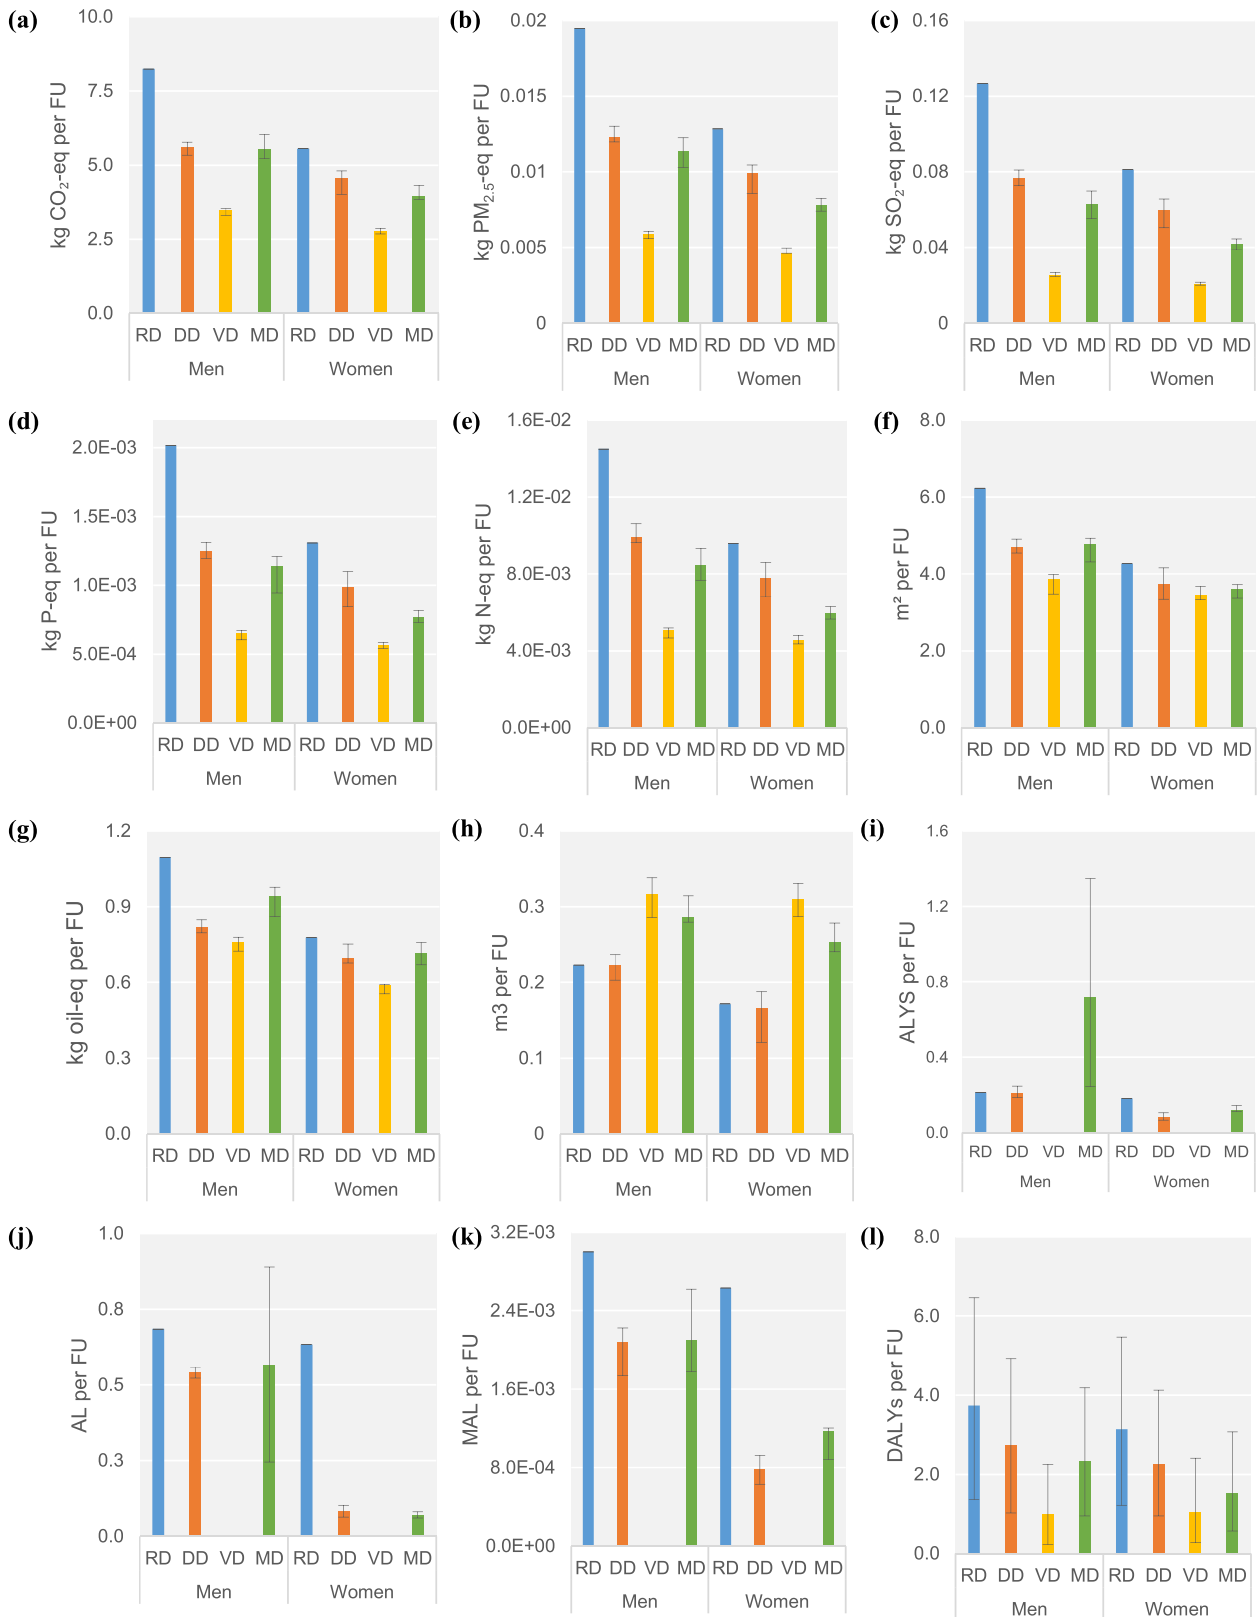 (a)
kg CO₂-eq per FU
10.0
7.5
5.0
2.5
0.0
RD DD VD MD RD DD VD MD
Men Women
(b)
kg PM₂.₅-eq per FU
0.02
0.015
0.01
0.005
0
RD DD VD MD RD DD VD MD
Men Women
(c)
kg SO₂-eq per FU
0.16
0.12
0.08
0.04
0
RD DD VD MD RD DD VD MD
Men Women
(d)
kg P-eq per FU
2.0E-03
1.5E-03
1.0E-03
5.0E-04
0.0E+00
RD DD VD MD RD DD VD MD
Men Women
(e)
kg N-eq per FU
1.6E-02
1.2E-02
8.0E-03
4.0E-03
0.0E+00
RD DD VD MD RD DD VD MD
Men Women
(f)
m² per FU
8.0
6.0
4.0
2.0
0.0
RD DD VD MD RD DD VD MD
Men Women
(g)
kg oil-eq per FU
1.2
0.9
0.6
0.3
0.0
RD DD VD MD RD DD VD MD
Men Women
(h)
m3 per FU
0.4
0.3
0.2
0.1
0
RD DD VD MD RD DD VD MD
Men Women
(i)
ALYS per FU
1.6
1.2
0.8
0.4
0.0
RD DD VD MD RD DD VD MD
Men Women
(j)
AL per FU
1.0
0.8
0.5
0.3
0.0
RD DD VD MD RD DD VD MD
Men Women
(k)
MAL per FU
3.2E-03
2.4E-03
1.6E-03
8.0E-04
0.0E+00
RD DD VD MD RD DD VD MD
Men Women
(l)
DALYs per FU
8.0
6.0
4.0
2.0
0.0
RD DD VD MD RD DD VD MD
Men Women